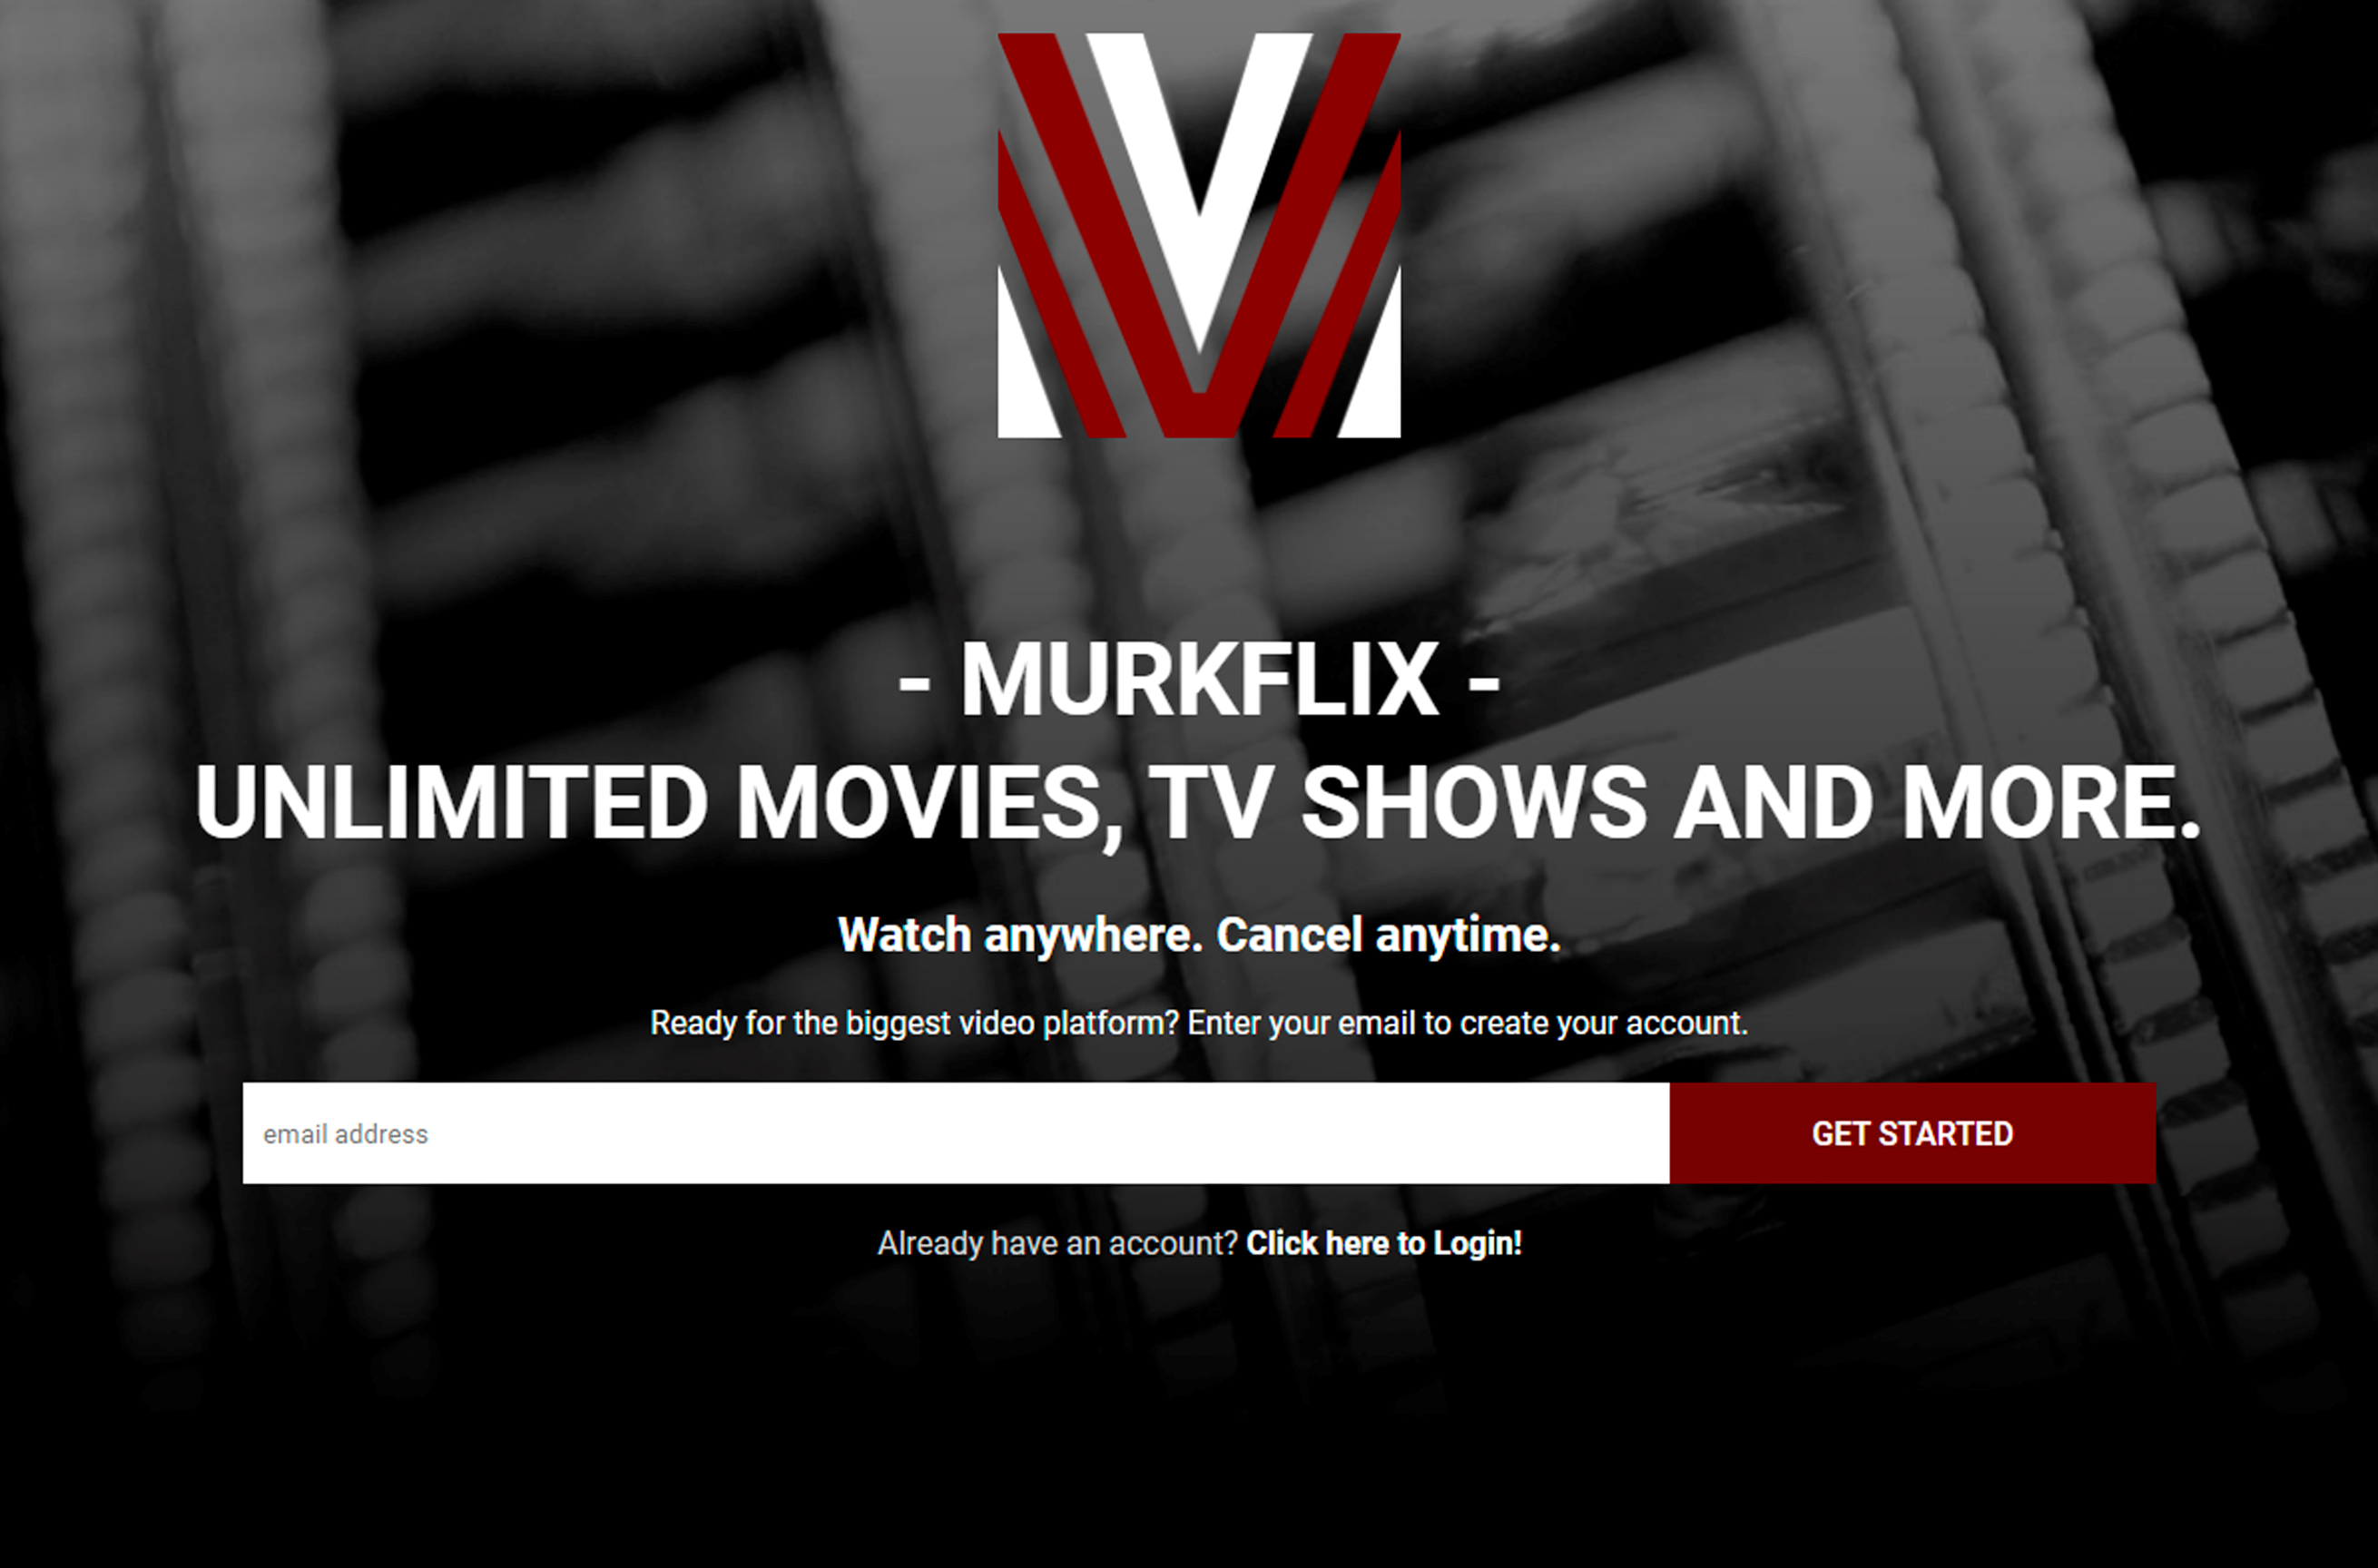 - MURKFLIX -
UNLIMITED MOVIES, TV SHOWS AND MORE.
Watch anywhere. Cancel anytime.
Ready for the biggest video platform? Enter your email to create your account.
email address
GET STARTED
Already have an account? Click here to Login!